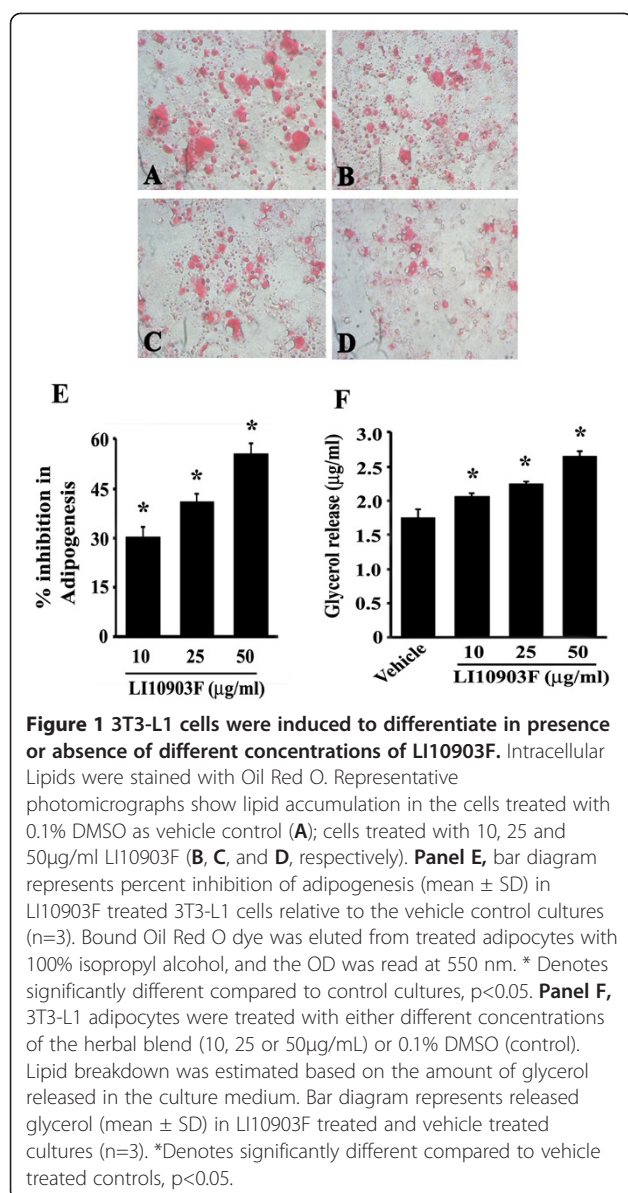 A
B
C
D
E
F
% inhibition in
Adipogenesis
60
45
30
15
0
*
*
*
10 25 50
LI10903F (µg/ml)
Glycerol release (µg/ml)
3.0
2.5
2.0
1.5
1.0
0.5
0
*
*
*
Vehicle 10 25 50
LI10903F (µg/ml)
Figure 1 3T3-L1 cells were induced to differentiate in presence
or absence of different concentrations of LI10903F. Intracellular
Lipids were stained with Oil Red O. Representative
photomicrographs show lipid accumulation in the cells treated with
0.1% DMSO as vehicle control (A); cells treated with 10, 25 and
50µg/ml LI10903F (B, C, and D, respectively). Panel E, bar diagram
represents percent inhibition of adipogenesis (mean ± SD) in
LI10903F treated 3T3-L1 cells relative to the vehicle control cultures
(n=3). Bound Oil Red O dye was eluted from treated adipocytes with
100% isopropyl alcohol, and the OD was read at 550 nm. * Denotes
significantly different compared to control cultures, p<0.05. Panel F,
3T3-L1 adipocytes were treated with either different concentrations
of the herbal blend (10, 25 or 50µg/mL) or 0.1% DMSO (control).
Lipid breakdown was estimated based on the amount of glycerol
released in the culture medium. Bar diagram represents released
glycerol (mean ± SD) in LI10903F treated and vehicle treated
cultures (n=3). *Denotes significantly different compared to vehicle
treated controls, p<0.05.